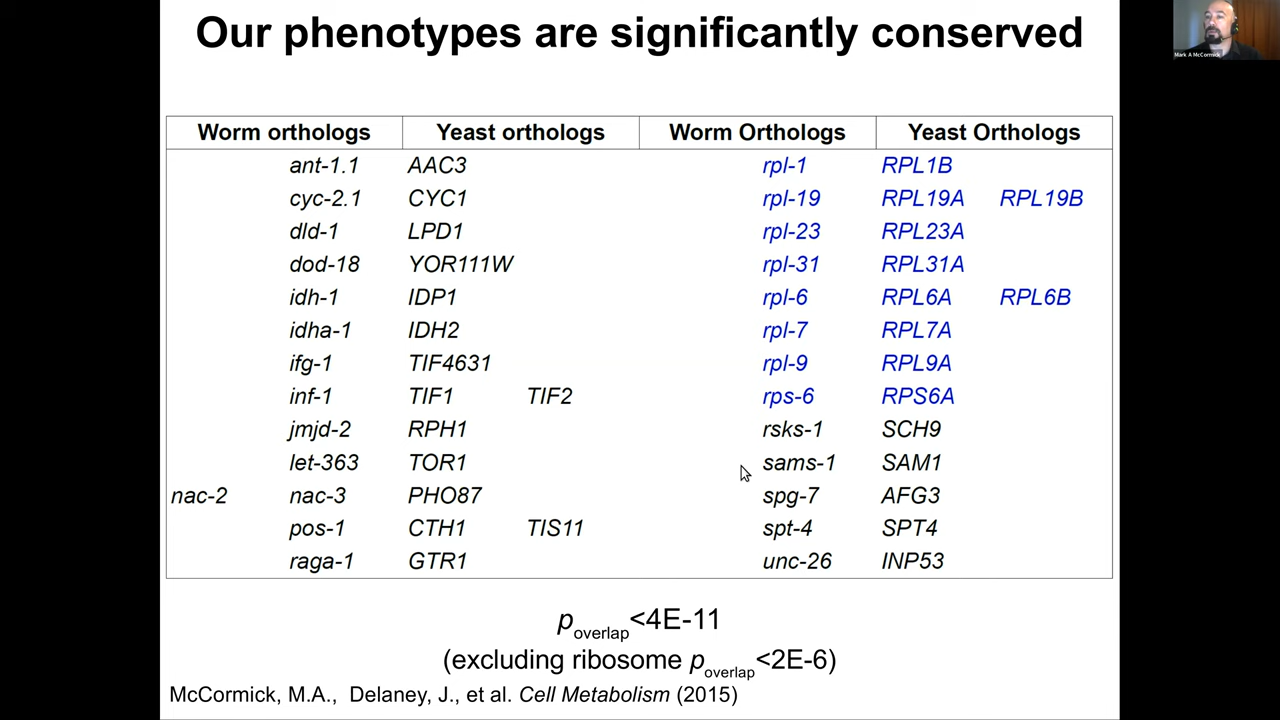 Our phenotypes are significantly conserved
Mark A McCormick
Worm orthologs Yeast orthologs Worm Orthologs Yeast Orthologs
ant-1.1 AAC3 rpl-1 RPL1B
cyc-2.1 CYC1 rpl-19 RPL19A RPL19B
dld-1 LPD1 rpl-23 RPL23A
dod-18 YOR111W rpl-31 RPL31A
idh-1 IDP1 rpl-6 RPL6A RPL6B
idha-1 IDH2 rpl-7 RPL7A
ifg-1 TIF4631 rpl-9 RPL9A
inf-1 TIF1 TIF2 rps-6 RPS6A
jmjd-2 RPH1 rsks-1 SCH9
let-363 TOR1 sams-1 SAM1
nac-2 nac-3 PHO87 spg-7 AFG3
pos-1 CTH1 TIS11 spt-4 SPT4
raga-1 GTR1 unc-26 INP53
poverlap<4E-11
(excluding ribosome poverlap<2E-6)
McCormick, M.A., Delaney, J., et al. Cell Metabolism (2015)